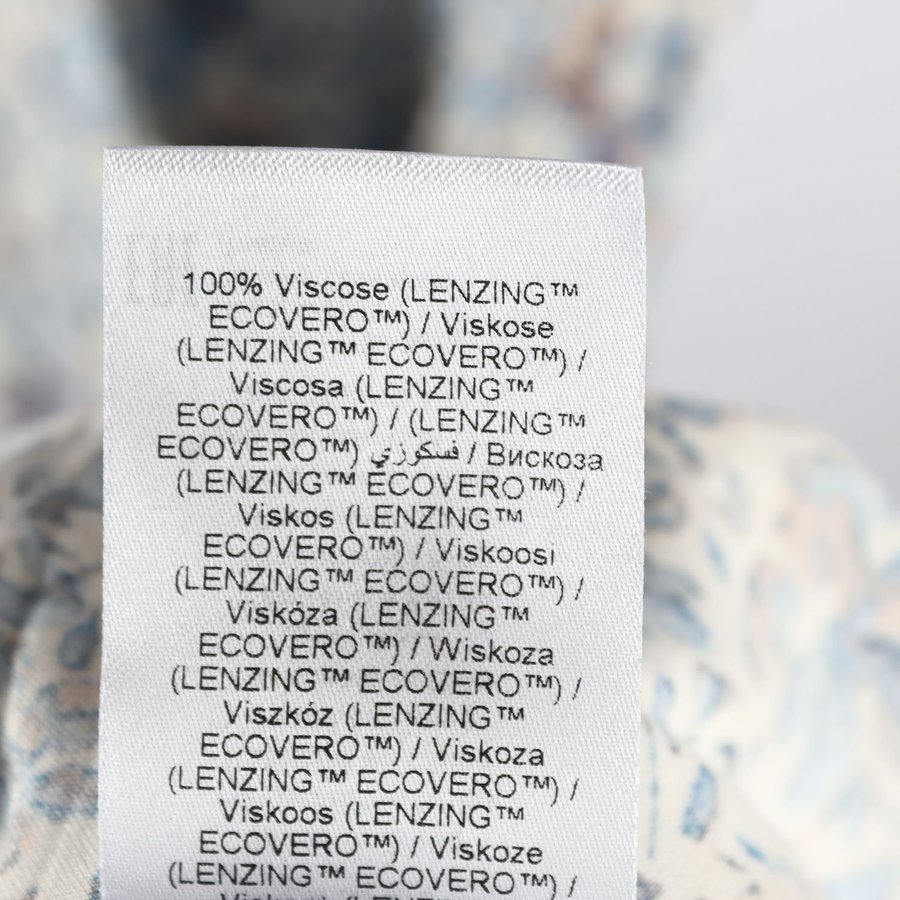 100% Viscose (LENZING™
ECOVERO™) / Viskose
(LENZING™ ECOVERO™) /
Viscosa (LENZING™
ECOVERO™) / (LENZING™
ECOVERO™) فسكوزي / Вискоза
(LENZING™ ECOVERO™) /
Viskos (LENZING™
ECOVERO™) / Viskoosi
(LENZING™ ECOVERO™) /
Viskóza (LENZING™
ECOVERO™) / Wiskoza
(LENZING™ ECOVERO™) /
Viszkóz (LENZING™
ECOVERO™) / Viskoza
(LENZING™ ECOVERO™) /
Viskoos (LENZING™
ECOVERO™) / Viskoze
(LENZING™ ECOVERO™) /